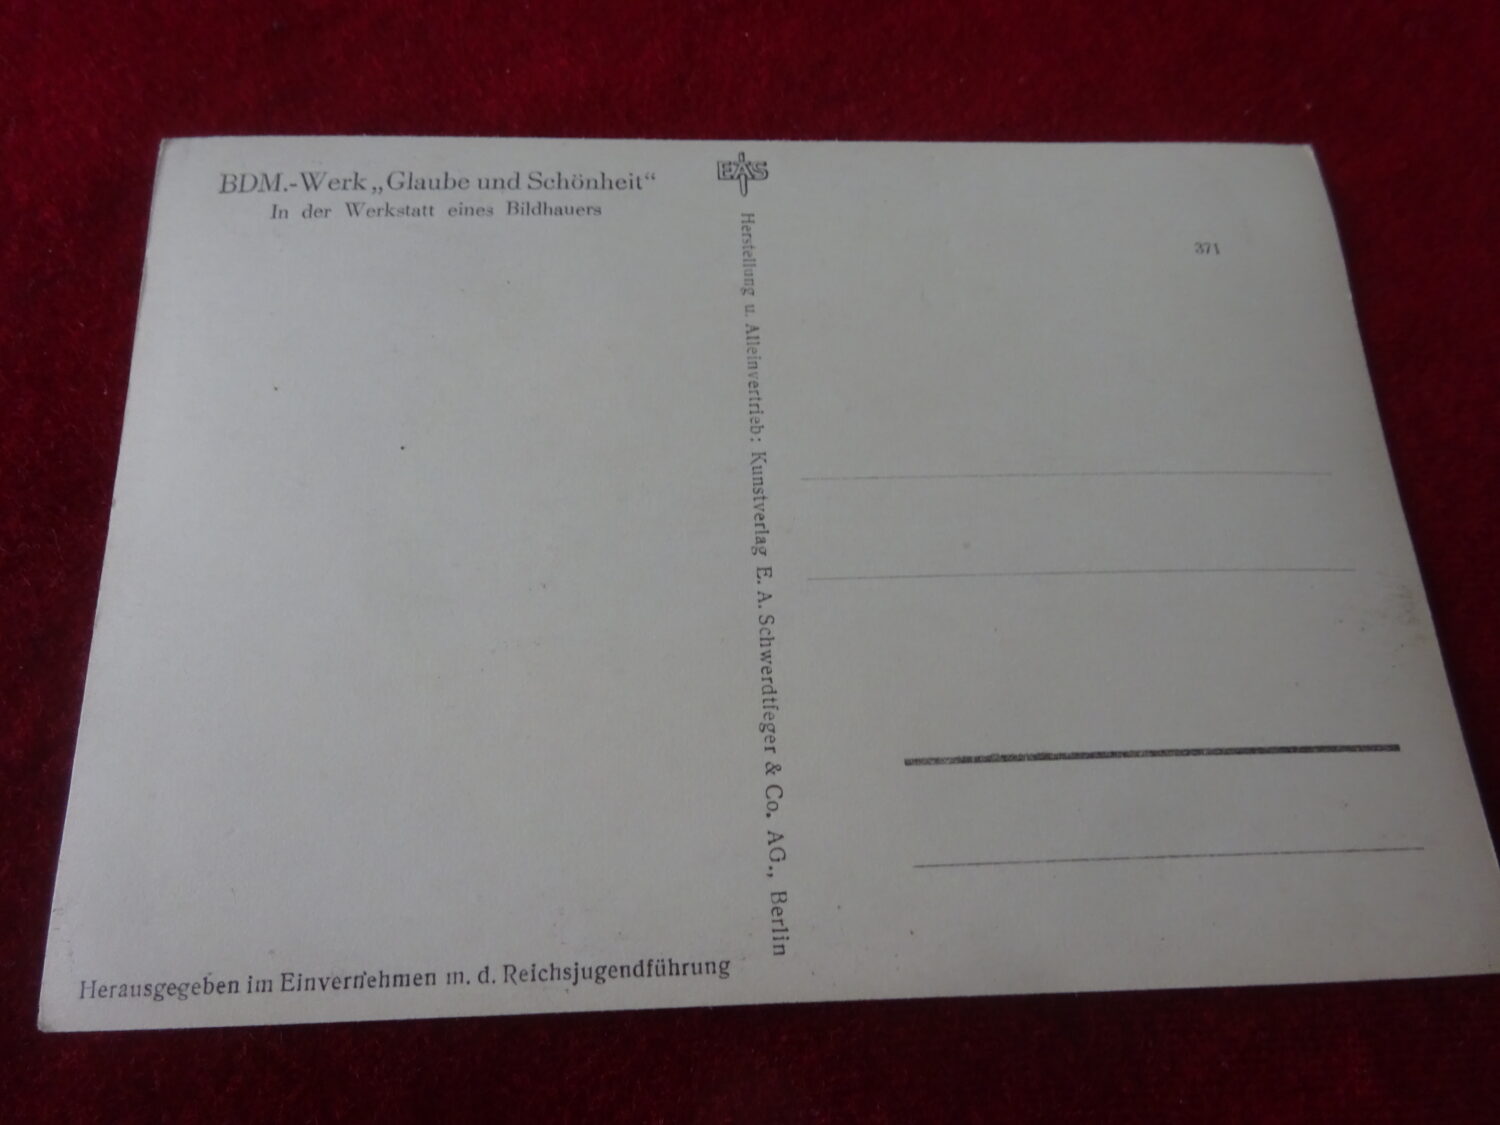 BDM.-Werk „Glaube und Schönheit“
In der Werkstatt eines Bildhauers
EAS
Herstellung u. Alleinvertrieb: Kunstverlag E. A. Schwerdtfeger & Co. AG., Berlin
371
Herausgegeben im Einvernehmen m. d. Reichsjugendführung